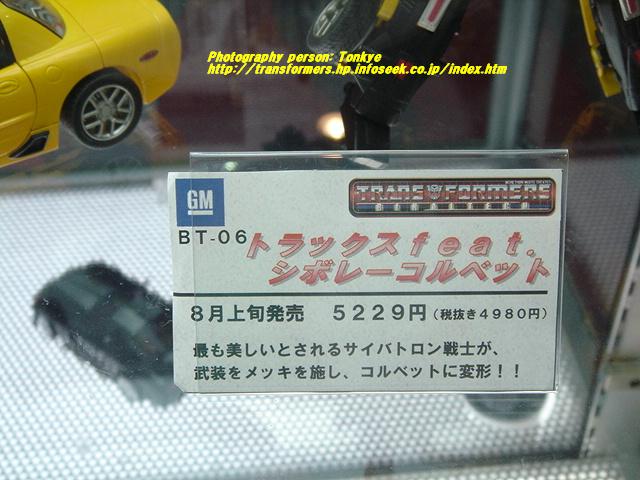 Photography person: Tonkye
http://transformers.hp.infoseek.co.jp/index.htm
GM
TRANSFORMERS
BT-06
トラックスfeat.
シボレーコルベット
8月上旬発売 5229円(税抜き4980円)
最も美しいとされるサイバトロン戦士が、
武装をメッキを施し、コルベットに変形!!